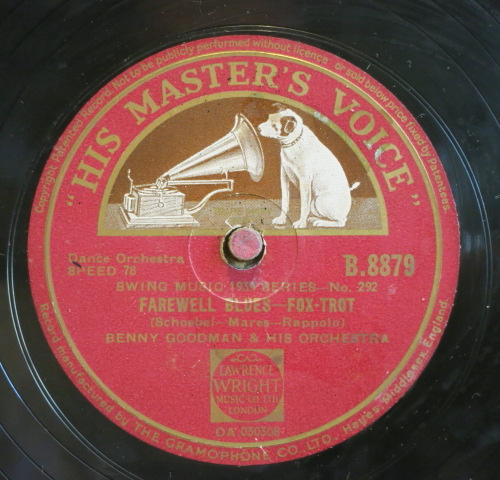 Copyright. Patented Record. Not to be publicly performed without licence or sold below price fixed by Patentees.
"HIS MASTER'S VOICE"
Dance Orchestra
SPEED 78
B.8879
SWING MUSIC 1939 SERIES—No. 292
FAREWELL BLUES—FOX-TROT
(Schoebel—Mares—Rappolo)
BENNY GOODMAN & HIS ORCHESTRA
LAWRENCE
WRIGHT
MUSIC CO LTD
LONDON
Record manufactured by THE GRAMOPHONE CO. LTD. Hayes, Middlesex, England.